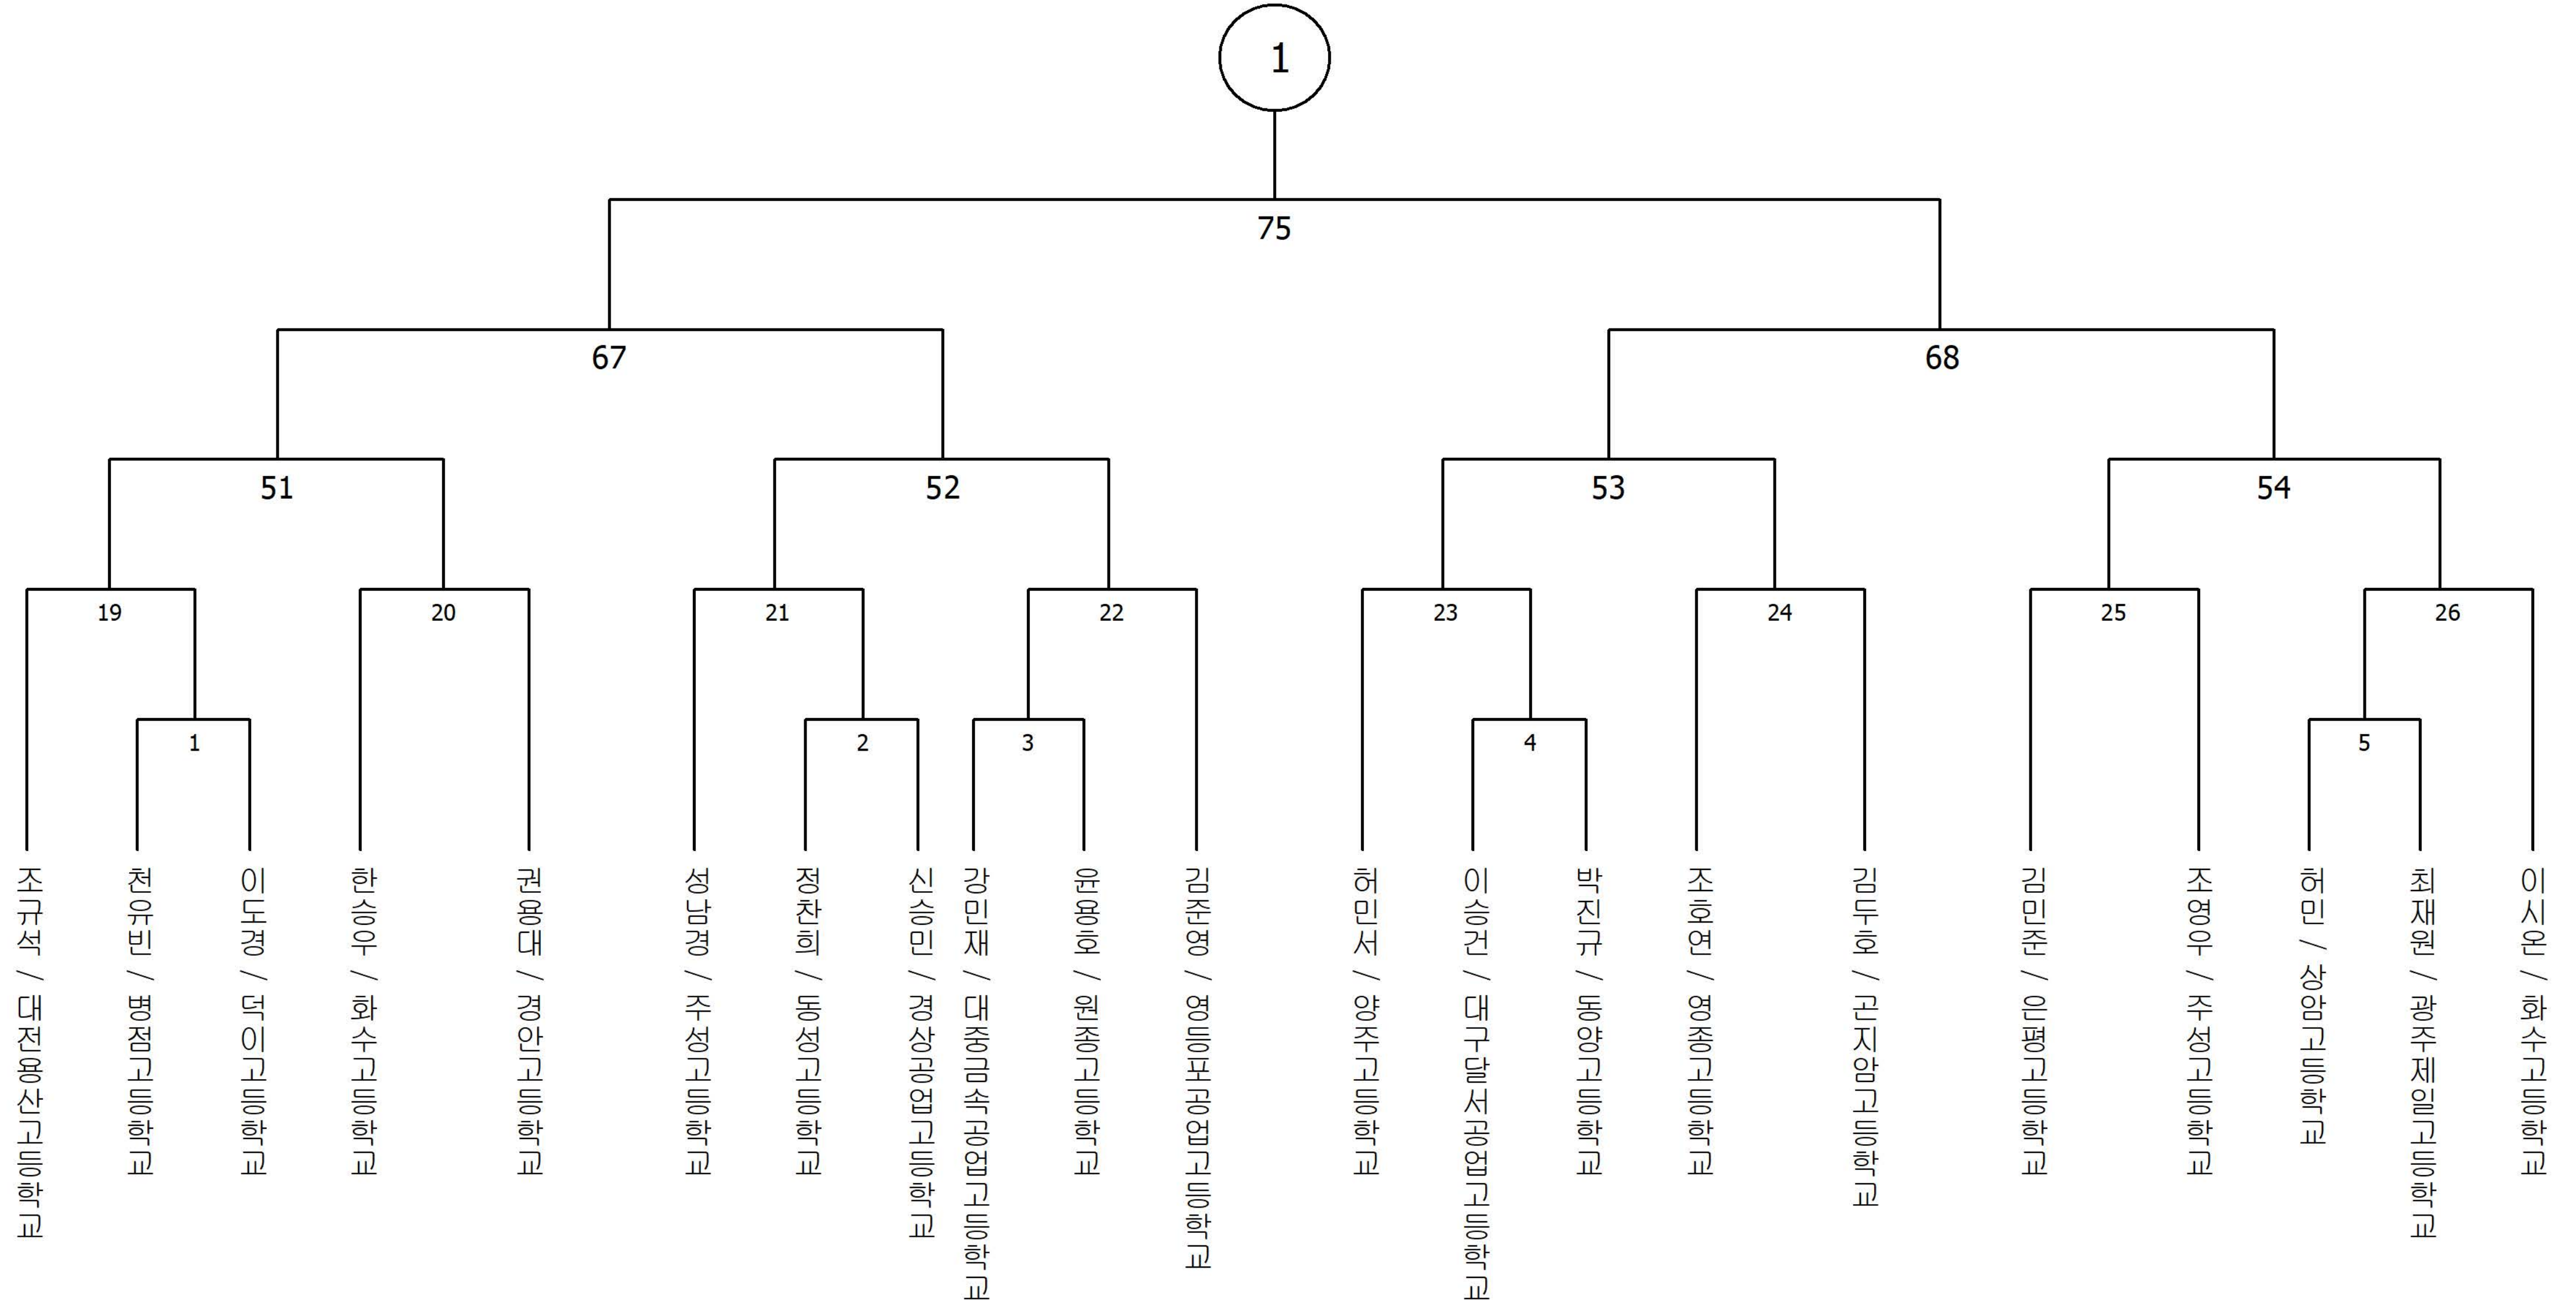 1
75
67
68
51
52
53
54
19
20
21
22
23
24
25
26
1
2
3
4
5
조규석 / 대전용산고등학교
천유빈 / 병점고등학교
이도경 / 덕이고등학교
한승우 / 화수고등학교
권용대 / 경안고등학교
성남경 / 주성고등학교
정찬희 / 동성고등학교
신승민 / 경상공업고등학교
강민재 / 대중금속공업고등학교
윤용호 / 원종고등학교
김준영 / 영등포공업고등학교
허민서 / 양주고등학교
이승건 / 대구달서공업고등학교
박진규 / 동양고등학교
조호연 / 영종고등학교
김두호 / 곤지암고등학교
김민준 / 은평고등학교
조영우 / 주성고등학교
허민 / 상암고등학교
최재원 / 광주제일고등학교
이시온 / 화수고등학교